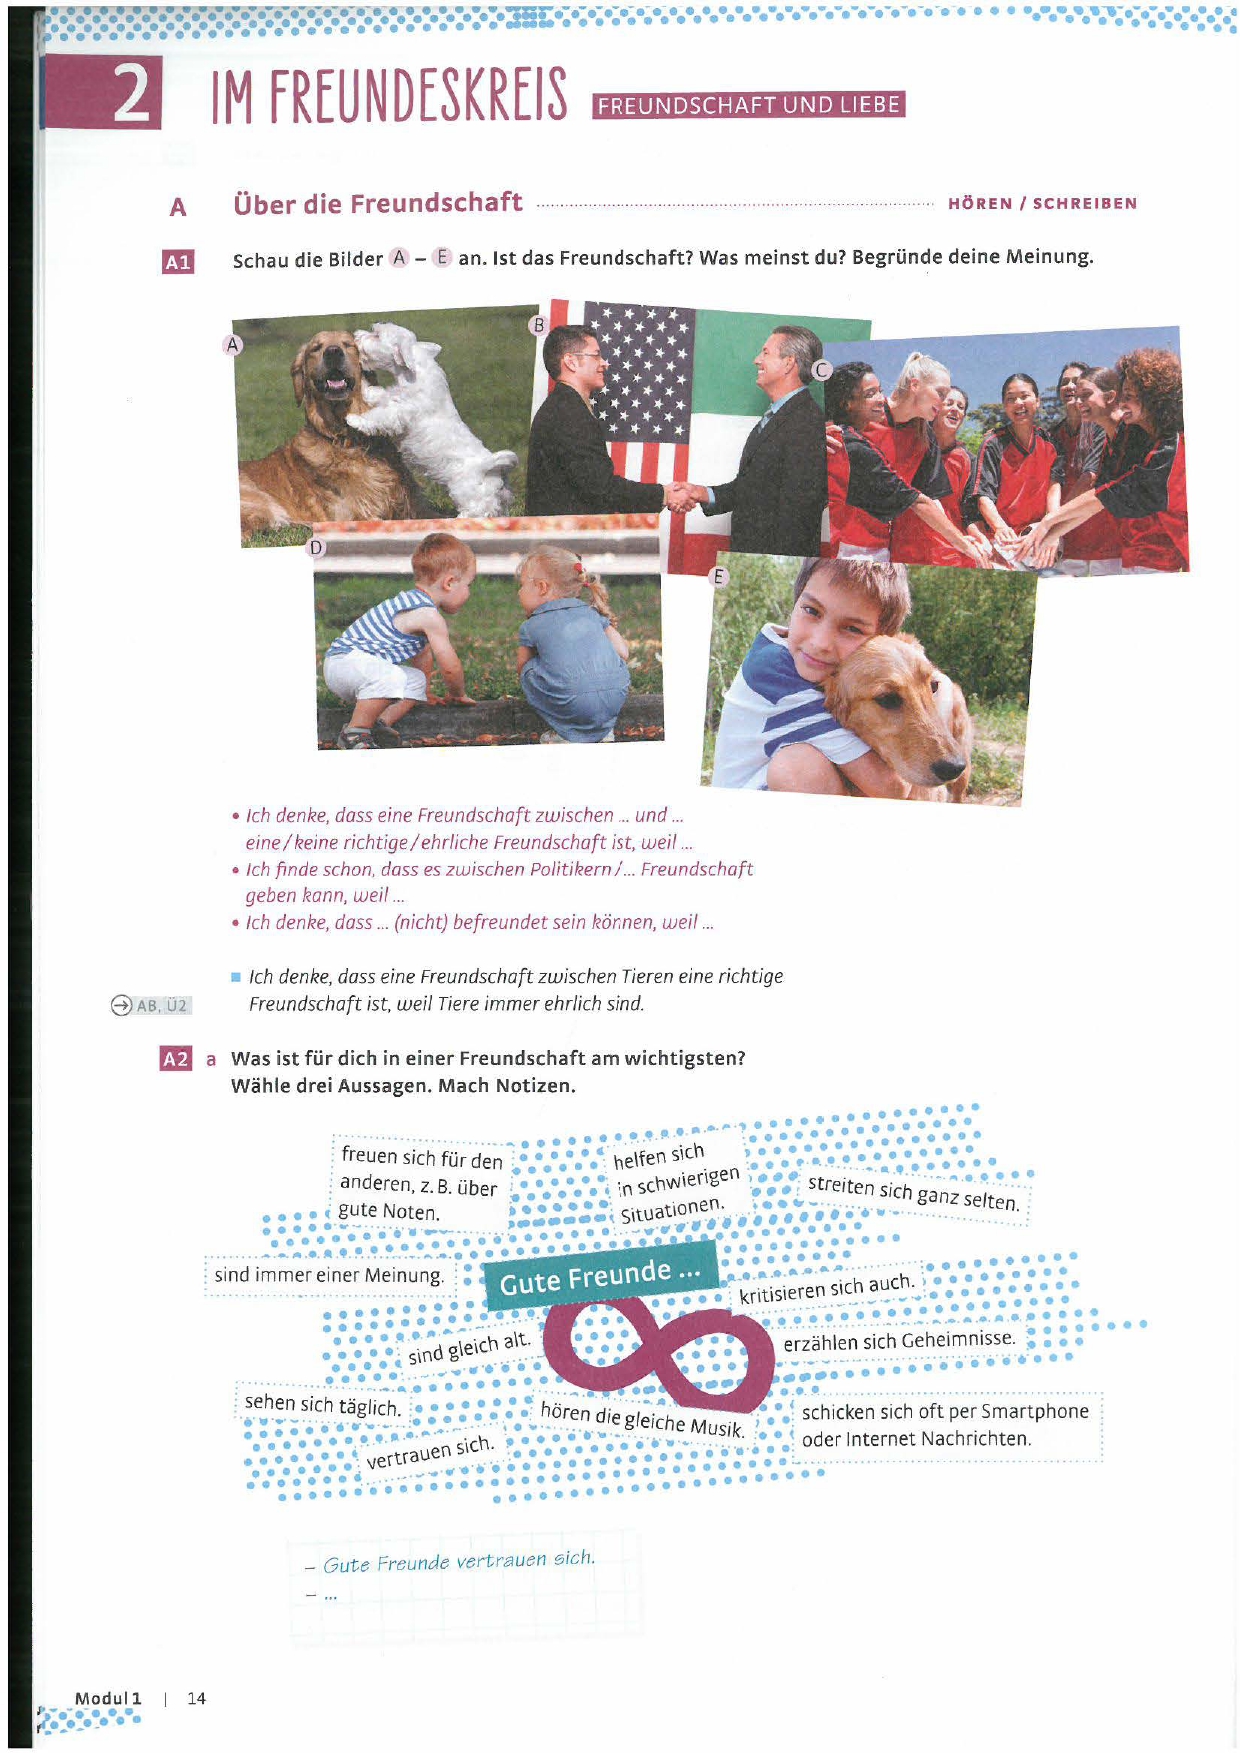 2
IM FREUNDESKREIS
FREUNDSCHAFT UND LIEBE
A
Über die Freundschaft
HÖREN / SCHREIBEN
A1
Schau die Bilder A – E an. Ist das Freundschaft? Was meinst du? Begründe deine Meinung.
A
B
C
D
E
• Ich denke, dass eine Freundschaft zwischen ... und ...
eine/keine richtige/ehrliche Freundschaft ist, weil ...
• Ich finde schon, dass es zwischen Politikern/... Freundschaft
geben kann, weil ...
• Ich denke, dass ... (nicht) befreundet sein können, weil ...
Ich denke, dass eine Freundschaft zwischen Tieren eine richtige
Freundschaft ist, weil Tiere immer ehrlich sind.
AB, Ü2
A2 a Was ist für dich in einer Freundschaft am wichtigsten?
Wähle drei Aussagen. Mach Notizen.
freuen sich für den
anderen, z. B. über
gute Noten.
helfen sich
in schwierigen
Situationen.
streiten sich ganz selten.
sind immer einer Meinung.
Gute Freunde ...
kritisieren sich auch.
sind gleich alt.
erzählen sich Geheimnisse.
sehen sich täglich.
hören die gleiche Musik.
schicken sich oft per Smartphone
oder Internet Nachrichten.
vertrauen sich.
– Gute Freunde vertrauen sich.
– ...
Modul 1 | 14